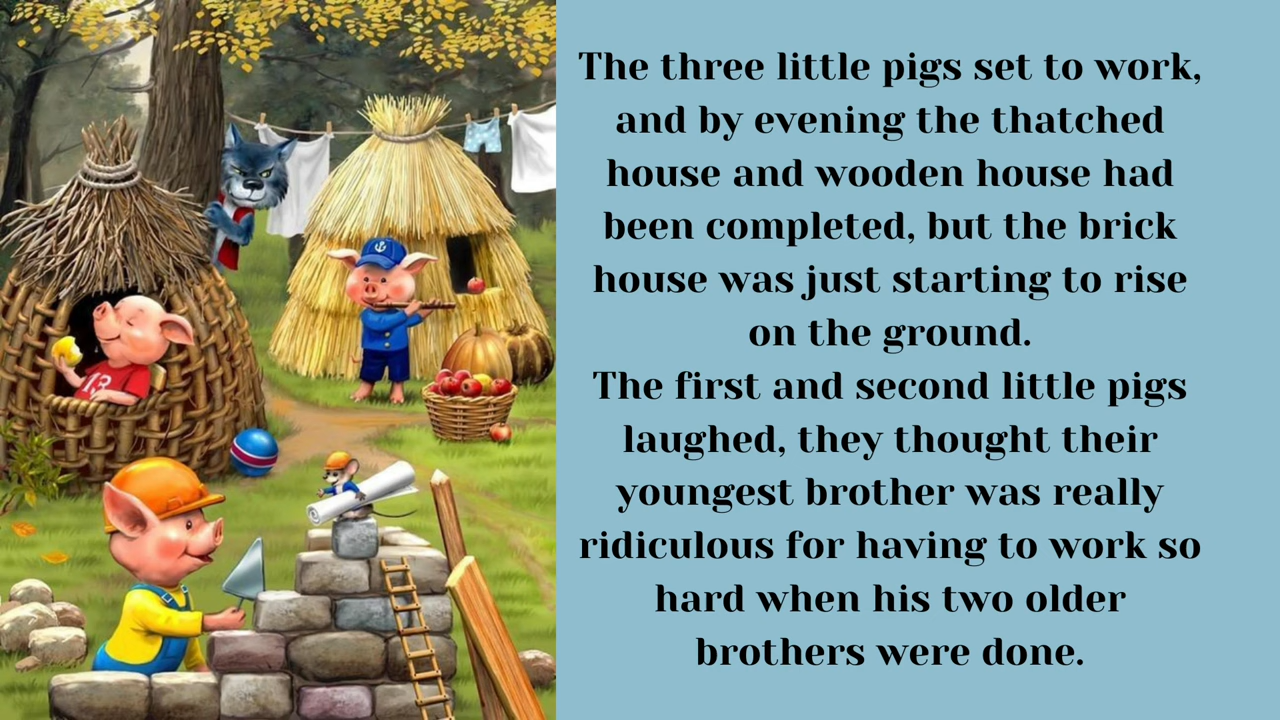 The three little pigs set to work,
and by evening the thatched
house and wooden house had
been completed, but the brick
house was just starting to rise
on the ground.
The first and second little pigs
laughed, they thought their
youngest brother was really
ridiculous for having to work so
hard when his two older
brothers were done.
13